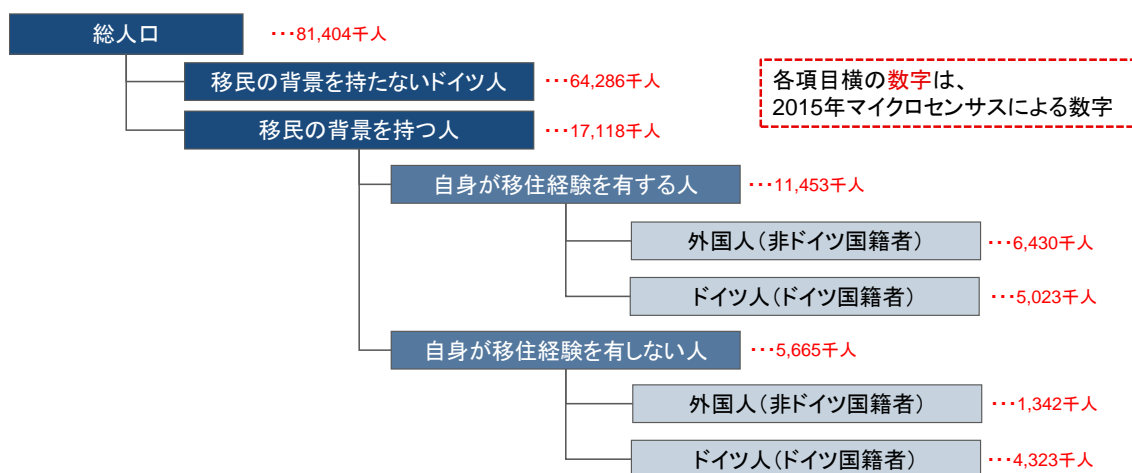 総人口 ･･･81,404千人
移民の背景を持たないドイツ人 ･･･64,286千人
各項目横の数字は、
2015年マイクロセンサスによる数字
移民の背景を持つ人 ･･･17,118千人
自身が移住経験を有する人 ･･･11,453千人
外国人（非ドイツ国籍者） ･･･6,430千人
ドイツ人（ドイツ国籍者） ･･･5,023千人
自身が移住経験を有しない人 ･･･5,665千人
外国人（非ドイツ国籍者） ･･･1,342千人
ドイツ人（ドイツ国籍者） ･･･4,323千人